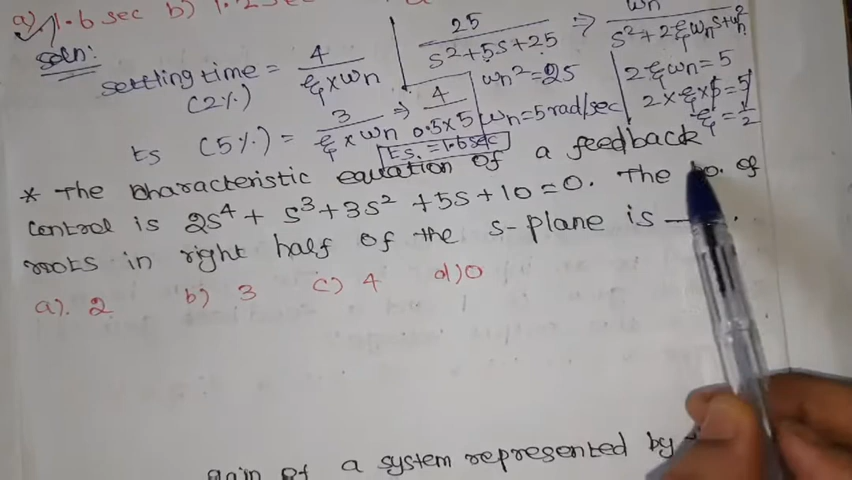 a) 1.6 sec b) 1.2 sec
Soln:
settling time = 4 / ξ × ωn
(2%)
ts (5%) = 3 / ξ × ωn
⇒ 4 / 0.5 × 5
ts = 1.6 sec
25 / s² + 5s + 25 ⇒ ωn² / s² + 2ξωns + ωn²
ωn² = 25
ωn = 5 rad/sec
2ξωn = 5
2 × ξ × 5 = 5
ξ = 1/2
* The characteristic equation of a feedback
control is 2s⁴ + s³ + 3s² + 5s + 10 = 0. The no. of
roots in right half of the s-plane is —.
a). 2 b) 3 c) 4 d) 0
gain of a system represented by